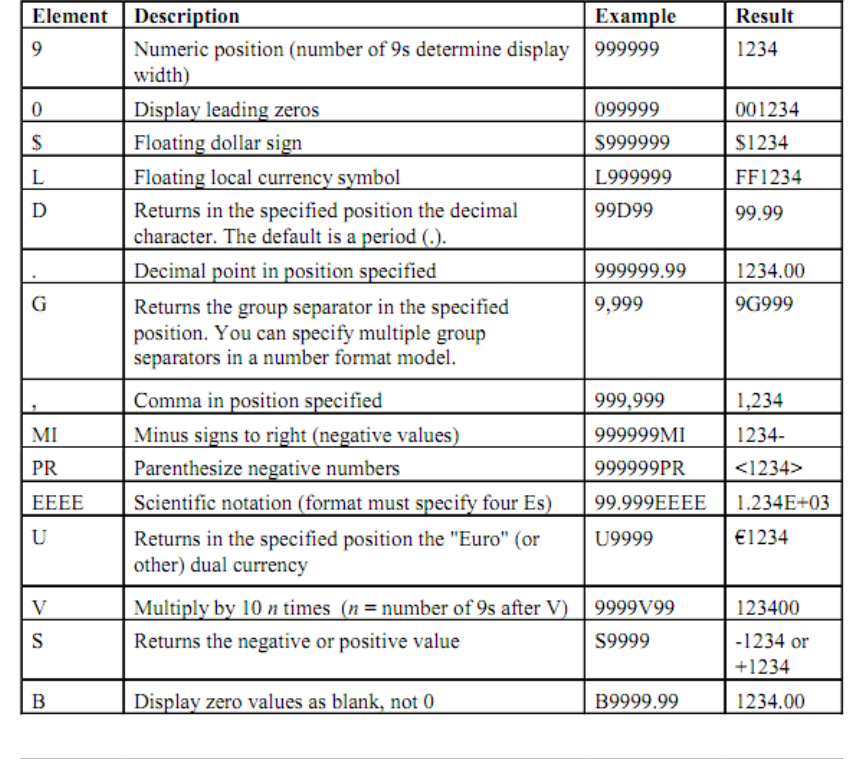 Element Description Example Result
9 Numeric position (number of 9s determine display 999999 1234
width)
0 Display leading zeros 099999 001234
$ Floating dollar sign $999999 $1234
L Floating local currency symbol L999999 FF1234
D Returns in the specified position the decimal 99D99 99.99
character. The default is a period (.).
. Decimal point in position specified 999999.99 1234.00
G Returns the group separator in the specified 9,999 9G999
position. You can specify multiple group
separators in a number format model.
, Comma in position specified 999,999 1,234
MI Minus signs to right (negative values) 999999MI 1234-
PR Parenthesize negative numbers 999999PR <1234>
EEEE Scientific notation (format must specify four Es) 99.999EEEE 1.234E+03
U Returns in the specified position the "Euro" (or U9999 €1234
other) dual currency
V Multiply by 10 n times (n = number of 9s after V) 9999V99 123400
S Returns the negative or positive value S9999 -1234 or
+1234
B Display zero values as blank, not 0 B9999.99 1234.00